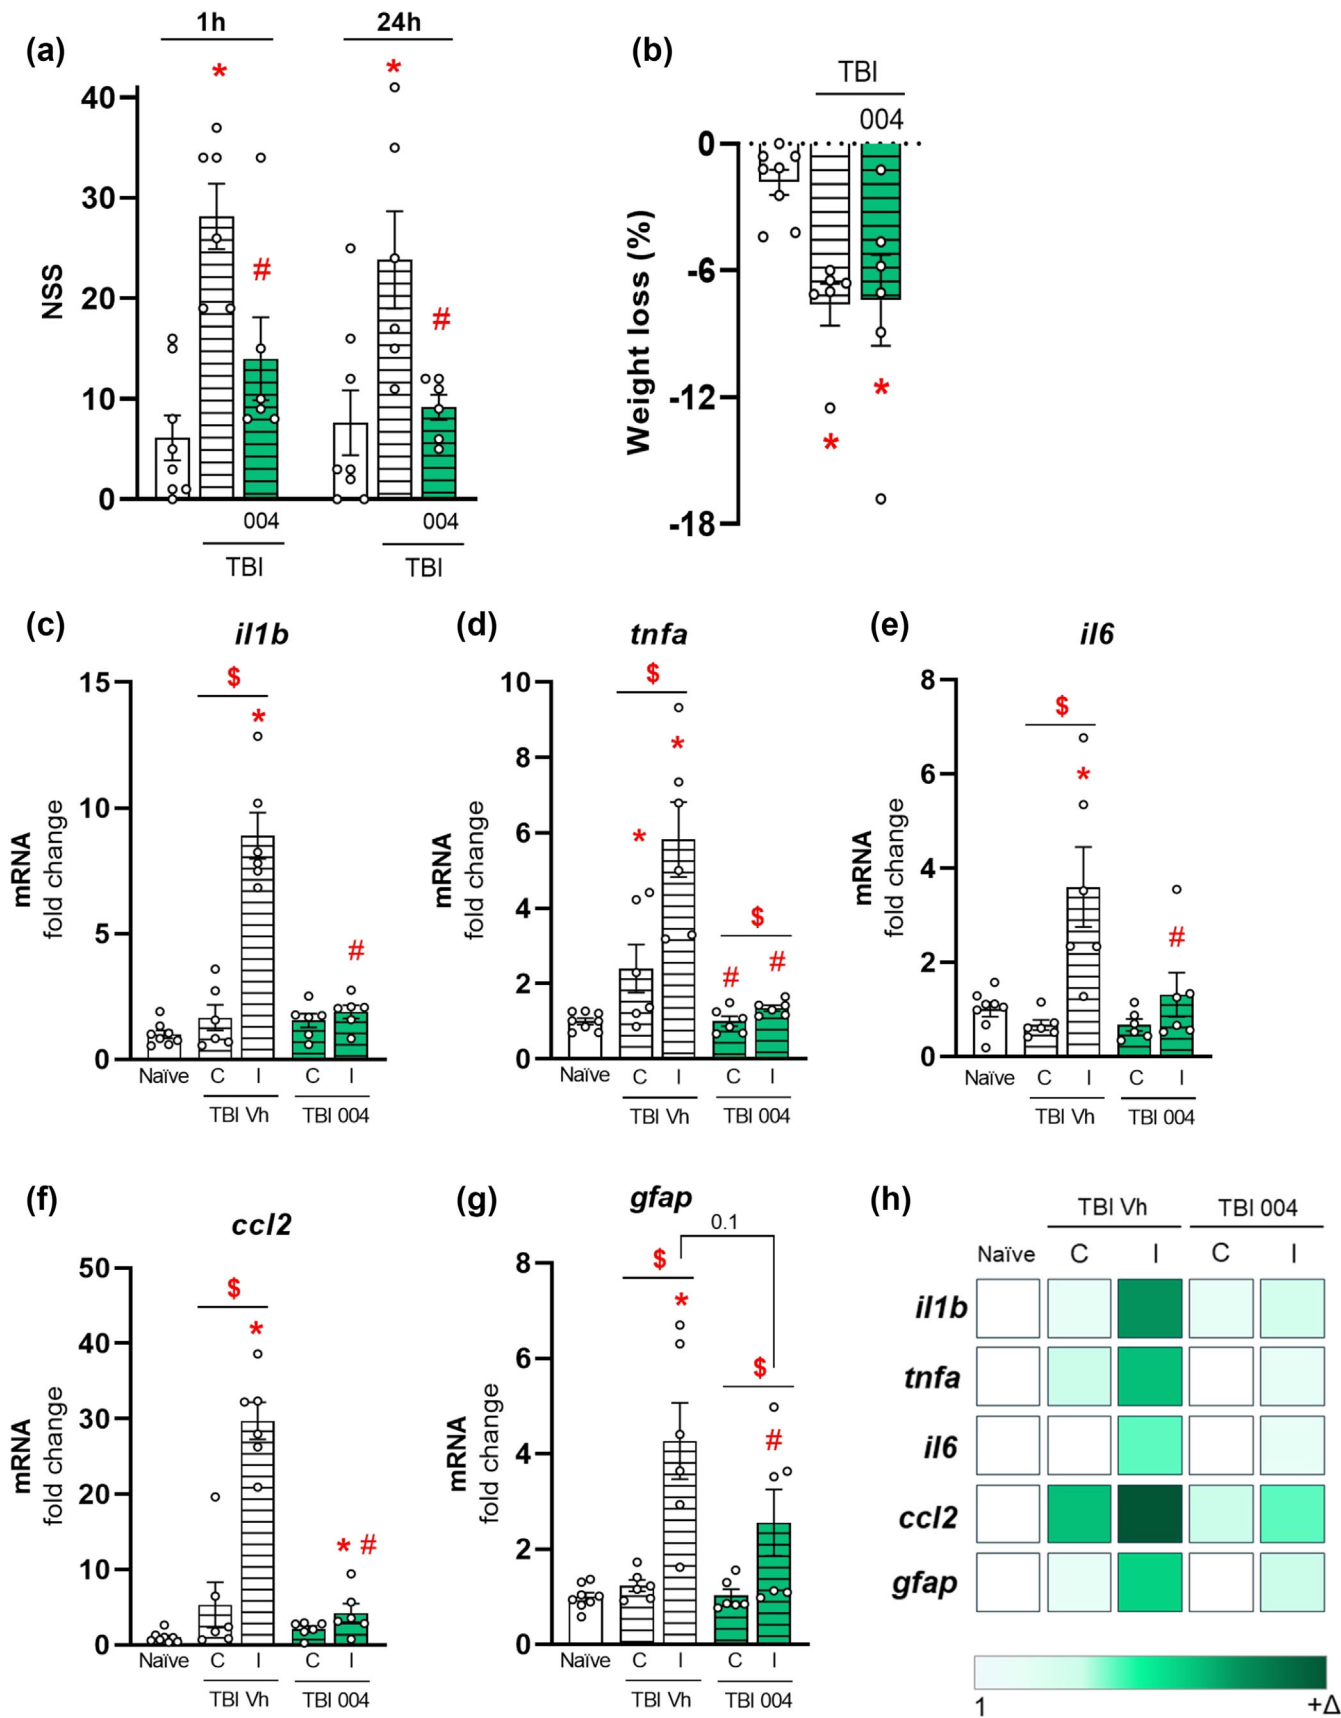 (a)
1h
24h
*
*
#
#
NSS
40
30
20
10
0
004
004
TBI
TBI
(b)
TBI
004
Weight loss (%)
0
-6
-12
-18
*
*
(c)
il1b
$
*
#
mRNA
fold change
15
10
5
0
Naïve C I C I
TBI Vh TBI 004
(d)
tnfa
$
*
*
$
#
#
mRNA
fold change
10
8
6
4
2
0
Naïve C I C I
TBI Vh TBI 004
(e)
il6
$
*
#
mRNA
fold change
8
6
4
2
0
Naïve C I C I
TBI Vh TBI 004
(f)
ccl2
$
*
* #
mRNA
fold change
50
40
30
20
10
0
Naïve C I C I
TBI Vh TBI 004
(g)
gfap
0.1
$
*
$
#
mRNA
fold change
8
6
4
2
0
Naïve C I C I
TBI Vh TBI 004
(h)
TBI Vh TBI 004
Naïve C I C I
il1b
tnfa
il6
ccl2
gfap
1 +Δ